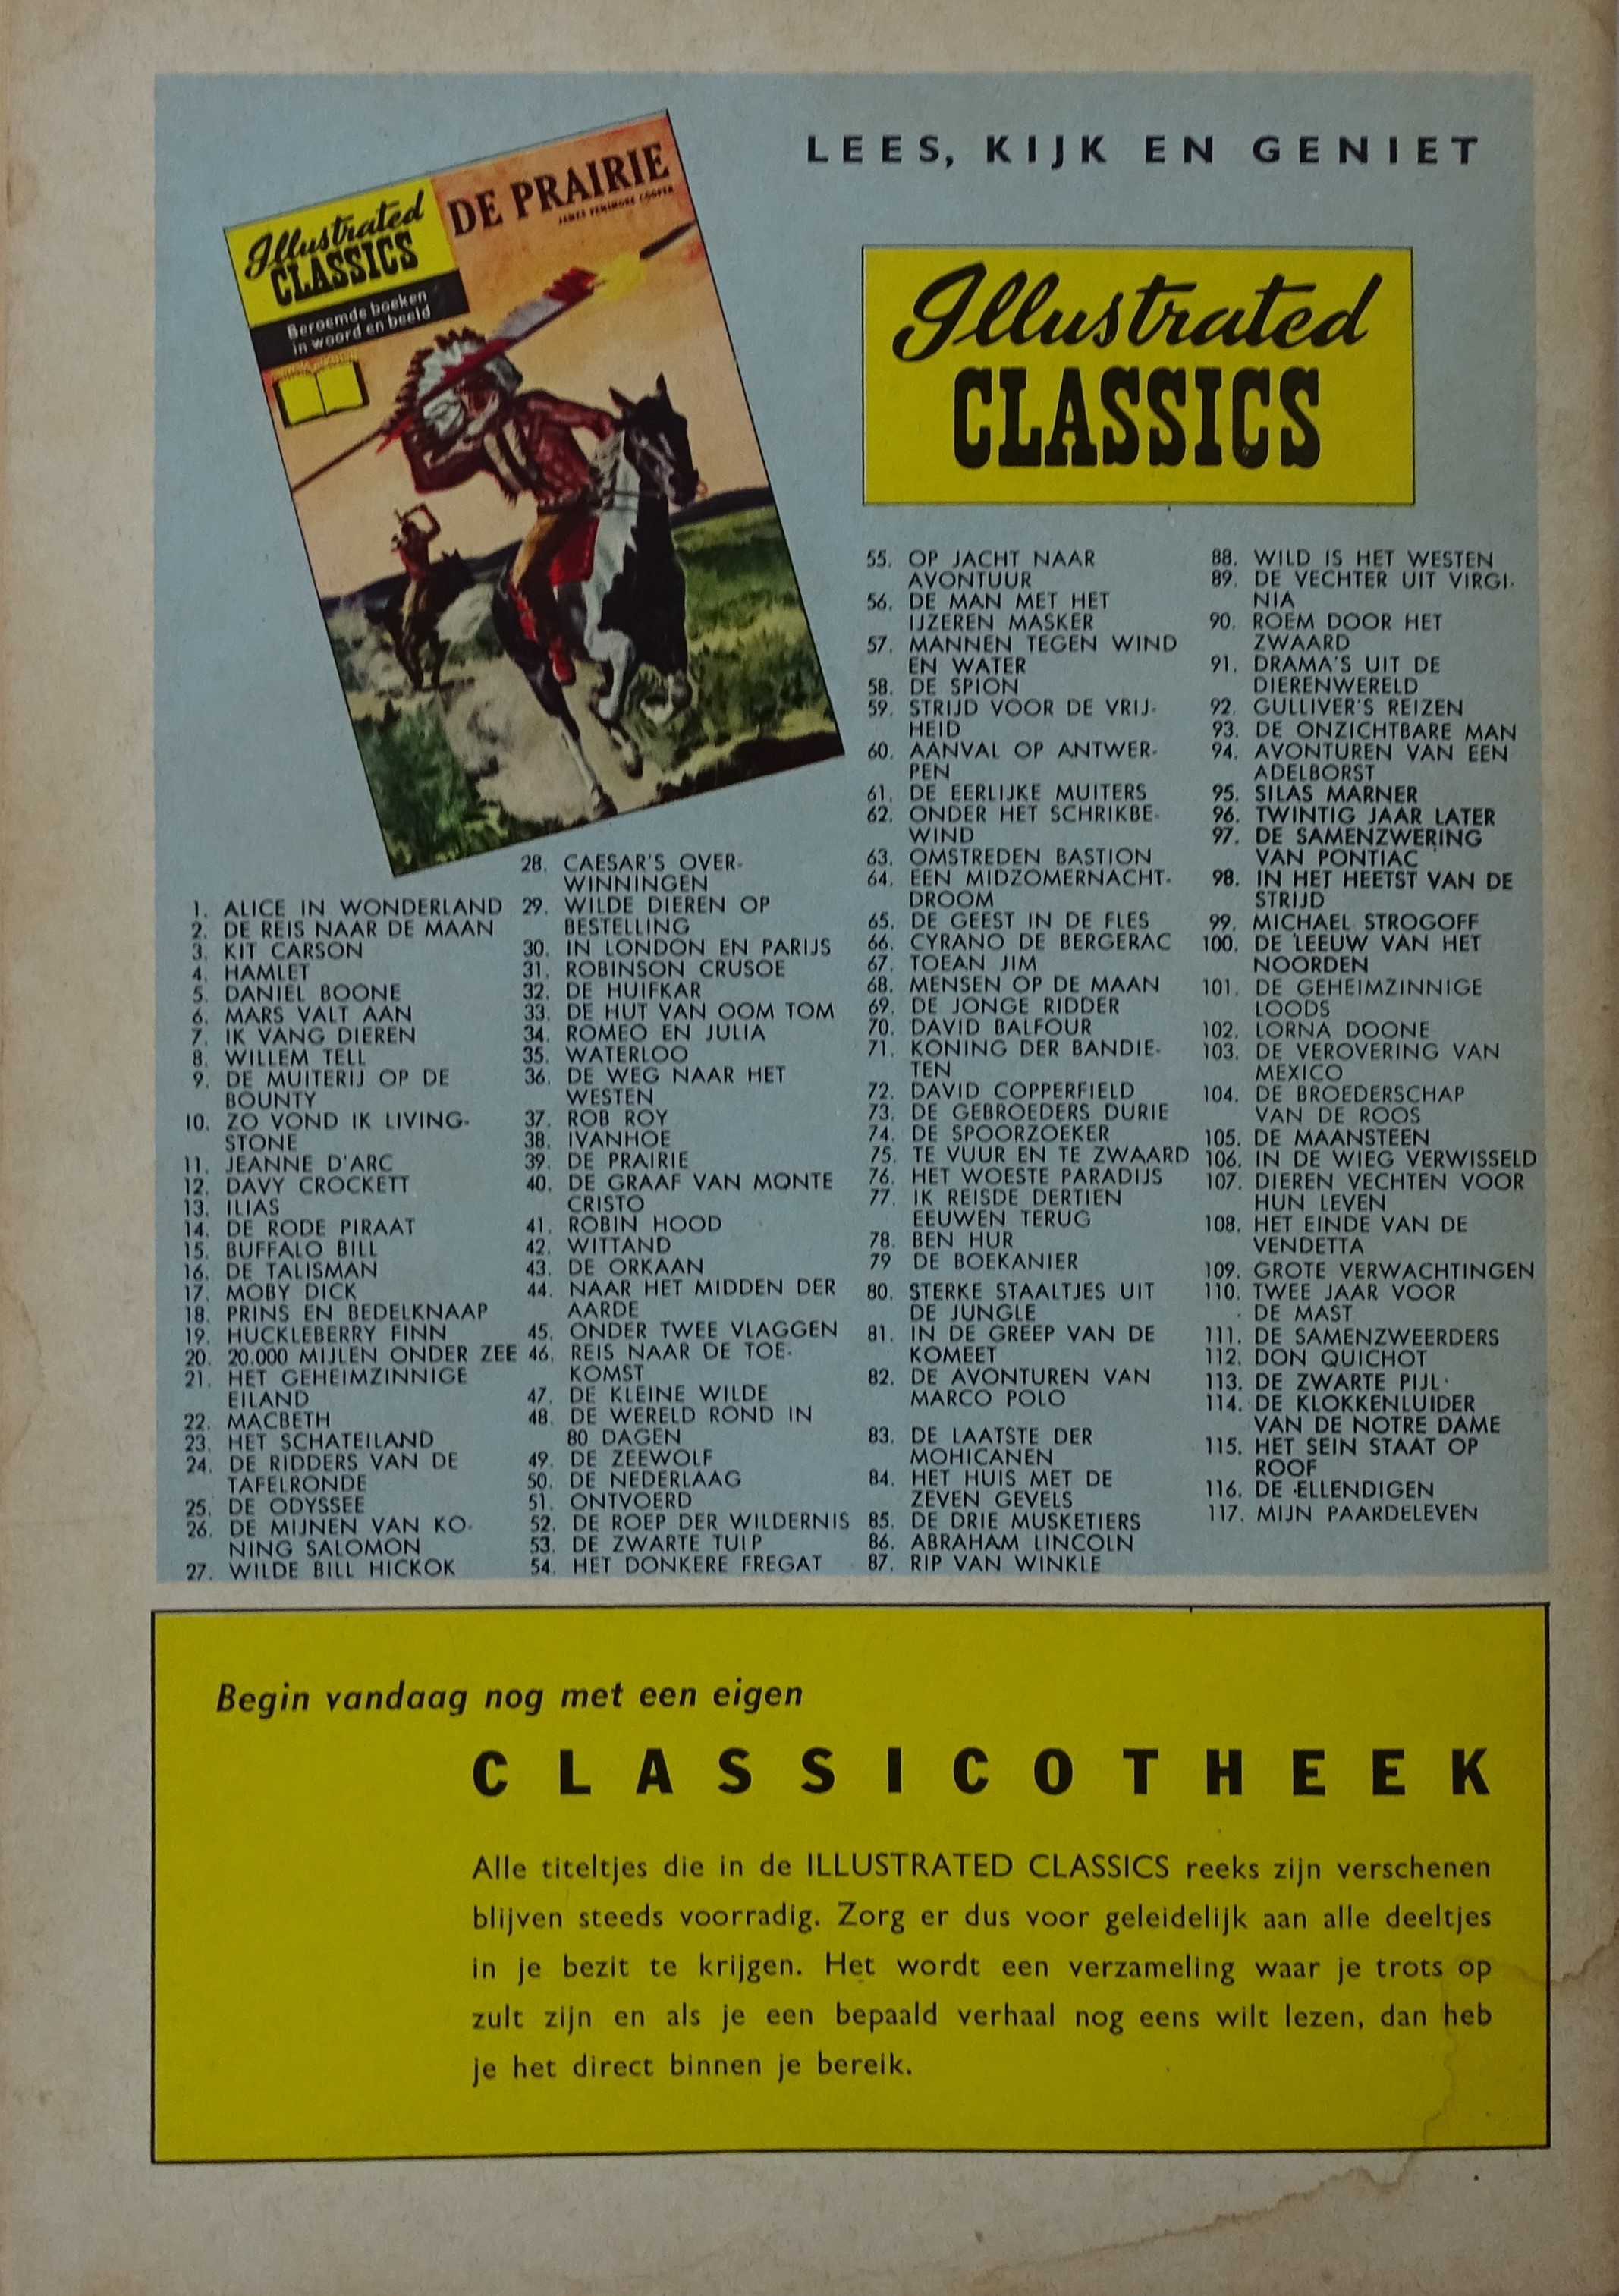 LEES, KIJK EN GENIET
Illustrated
CLASSICS
DE PRAIRIE
JAMES FENIMORE COOPER
Beroemde boeken
in woord en beeld
Illustrated
CLASSICS
1. ALICE IN WONDERLAND
2. DE REIS NAAR DE MAAN
3. KIT CARSON
4. HAMLET
5. DANIEL BOONE
6. MARS VALT AAN
7. IK VANG DIEREN
8. WILLEM TELL
9. DE MUITERIJ OP DE
BOUNTY
10. ZO VOND IK LIVING-
STONE
11. JEANNE D'ARC
12. DAVY CROCKETT
13. ILIAS
14. DE RODE PIRAAT
15. BUFFALO BILL
16. DE TALISMAN
17. MOBY DICK
18. PRINS EN BEDELKNAAP
19. HUCKLEBERRY FINN
20. 20.000 MIJLEN ONDER ZEE
21. HET GEHEIMZINNIGE
EILAND
22. MACBETH
23. HET SCHATEILAND
24. DE RIDDERS VAN DE
TAFELRONDE
25. DE ODYSSEE
26. DE MIJNEN VAN KO-
NING SALOMON
27. WILDE BILL HICKOK
28. CAESAR'S OVER-
WINNINGEN
29. WILDE DIEREN OP
BESTELLING
30. IN LONDON EN PARIJS
31. ROBINSON CRUSOE
32. DE HUIFKAR
33. DE HUT VAN OOM TOM
34. ROMEO EN JULIA
35. WATERLOO
36. DE WEG NAAR HET
WESTEN
37. ROB ROY
38. IVANHOE
39. DE PRAIRIE
40. DE GRAAF VAN MONTE
CRISTO
41. ROBIN HOOD
42. WITTAND
43. DE ORKAAN
44. NAAR HET MIDDEN DER
AARDE
45. ONDER TWEE VLAGGEN
46. REIS NAAR DE TOE-
KOMST
47. DE KLEINE WILDE
48. DE WERELD ROND IN
80 DAGEN
49. DE ZEEWOLF
50. DE NEDERLAAG
51. ONTVOERD
52. DE ROEP DER WILDERNIS
53. DE ZWARTE TULP
54. HET DONKERE FREGAT
55. OP JACHT NAAR
AVONTUUR
56. DE MAN MET HET
IJZEREN MASKER
57. MANNEN TEGEN WIND
EN WATER
58. DE SPION
59. STRIJD VOOR DE VRIJ-
HEID
60. AANVAL OP ANTWER-
PEN
61. DE EERLIJKE MUITERS
62. ONDER HET SCHRIKBE-
WIND
63. OMSTREDEN BASTION
64. EEN MIDZOMERNACHT-
DROOM
65. DE GEEST IN DE FLES
66. CYRANO DE BERGERAC
67. TOEAN JIM
68. MENSEN OP DE MAAN
69. DE JONGE RIDDER
70. DAVID BALFOUR
71. KONING DER BANDIE-
TEN
72. DAVID COPPERFIELD
73. DE GEBROEDERS DURIE
74. DE SPOORZOEKER
75. TE VUUR EN TE ZWAARD
76. HET WOESTE PARADIJS
77. IK REISDE DERTIEN
EEUWEN TERUG
78. BEN HUR
79 DE BOEKANIER
80. STERKE STAALTJES UIT
DE JUNGLE
81. IN DE GREEP VAN DE
KOMEET
82. DE AVONTUREN VAN
MARCO POLO
83. DE LAATSTE DER
MOHICANEN
84. HET HUIS MET DE
ZEVEN GEVELS
85. DE DRIE MUSKETIERS
86. ABRAHAM LINCOLN
87. RIP VAN WINKLE
88. WILD IS HET WESTEN
89. DE VECHTER UIT VIRGI-
NIA
90. ROEM DOOR HET
ZWAARD
91. DRAMA'S UIT DE
DIERENWERELD
92. GULLIVER'S REIZEN
93. DE ONZICHTBARE MAN
94. AVONTUREN VAN EEN
ADELBORST
95. SILAS MARNER
96. TWINTIG JAAR LATER
97. DE SAMENZWERING
VAN PONTIAC
98. IN HET HEETST VAN DE
STRIJD
99. MICHAEL STROGOFF
100. DE LEEUW VAN HET
NOORDEN
101. DE GEHEIMZINNIGE
LOODS
102. LORNA DOONE
103. DE VEROVERING VAN
MEXICO
104. DE BROEDERSCHAP
VAN DE ROOS
105. DE MAANSTEEN
106. IN DE WIEG VERWISSELD
107. DIEREN VECHTEN VOOR
HUN LEVEN
108. HET EINDE VAN DE
VENDETTA
109. GROTE VERWACHTINGEN
110. TWEE JAAR VOOR
DE MAST
111. DE SAMENZWEERDERS
112. DON QUICHOT
113. DE ZWARTE PIJL
114. DE KLOKKENLUIDER
VAN DE NOTRE DAME
115. HET SEIN STAAT OP
ROOF
116. DE ELLENDIGEN
117. MIJN PAARDELEVEN
Begin vandaag nog met een eigen
CLASSICOTHEEK
Alle titeltjes die in de ILLUSTRATED CLASSICS reeks zijn verschenen
blijven steeds voorradig. Zorg er dus voor geleidelijk aan alle deeltjes
in je bezit te krijgen. Het wordt een verzameling waar je trots op
zult zijn en als je een bepaald verhaal nog eens wilt lezen, dan heb
je het direct binnen je bereik.